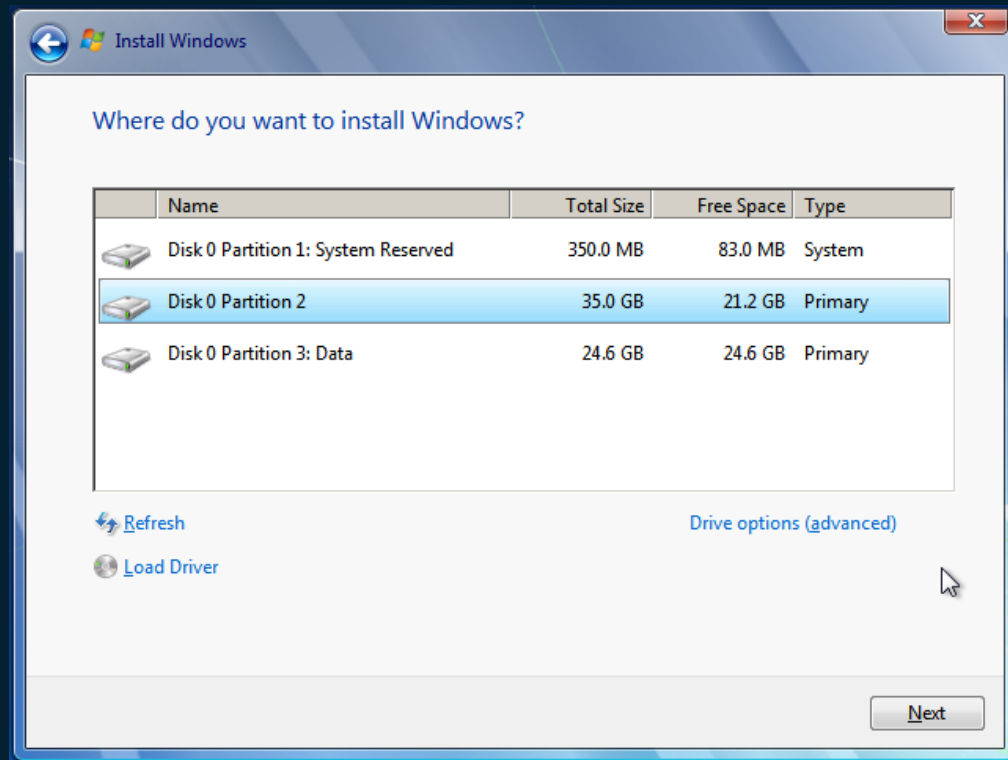 Install Windows
Where do you want to install Windows?
Name Total Size Free Space Type
Disk 0 Partition 1: System Reserved 350.0 MB 83.0 MB System
Disk 0 Partition 2 35.0 GB 21.2 GB Primary
Disk 0 Partition 3: Data 24.6 GB 24.6 GB Primary
Refresh Drive options (advanced)
Load Driver
Next